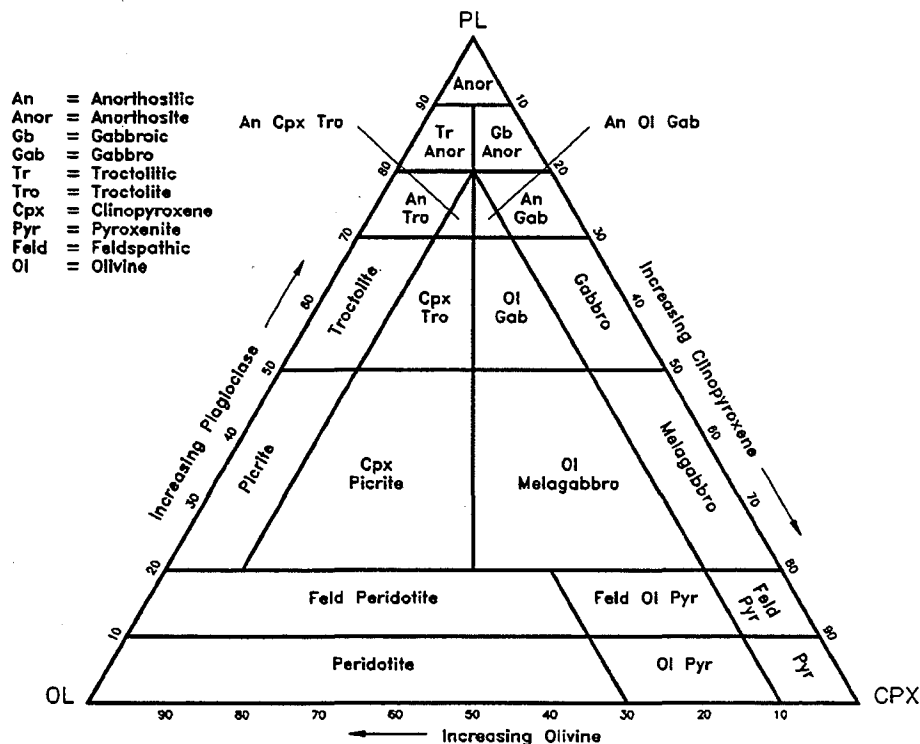 PL
An = Anorthositic
Anor = Anorthosite
Gb = Gabbroic
Gab = Gabbro
Tr = Troctolitic
Tro = Troctolite
Cpx = Clinopyroxene
Pyr = Pyroxenite
Feld = Feldspathic
Ol = Olivine
Anor
90
10
An Cpx Tro
An Ol Gab
Tr
Anor
Gb
Anor
80
20
An
Tro
An
Gab
70
30
Troctolite
Cpx
Tro
Ol
Gab
Gabbro
60
40
50
50
Increasing Plagioclase
Increasing Clinopyroxene
40
60
Picrite
Cpx
Picrite
Ol
Melagabbro
Melagabbro
30
70
20
80
Feld Peridotite
Feld Ol Pyr
Feld
Pyr
10
90
Peridotite
Ol Pyr
Pyr
OL
CPX
90 80 70 60 50 40 30 20 10
Increasing Olivine